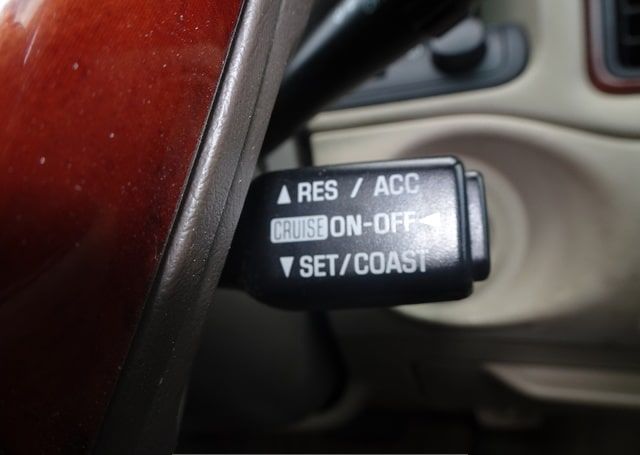 ▲ RES / ACC
CRUISE ON-OFF ◀
▼ SET/COAST